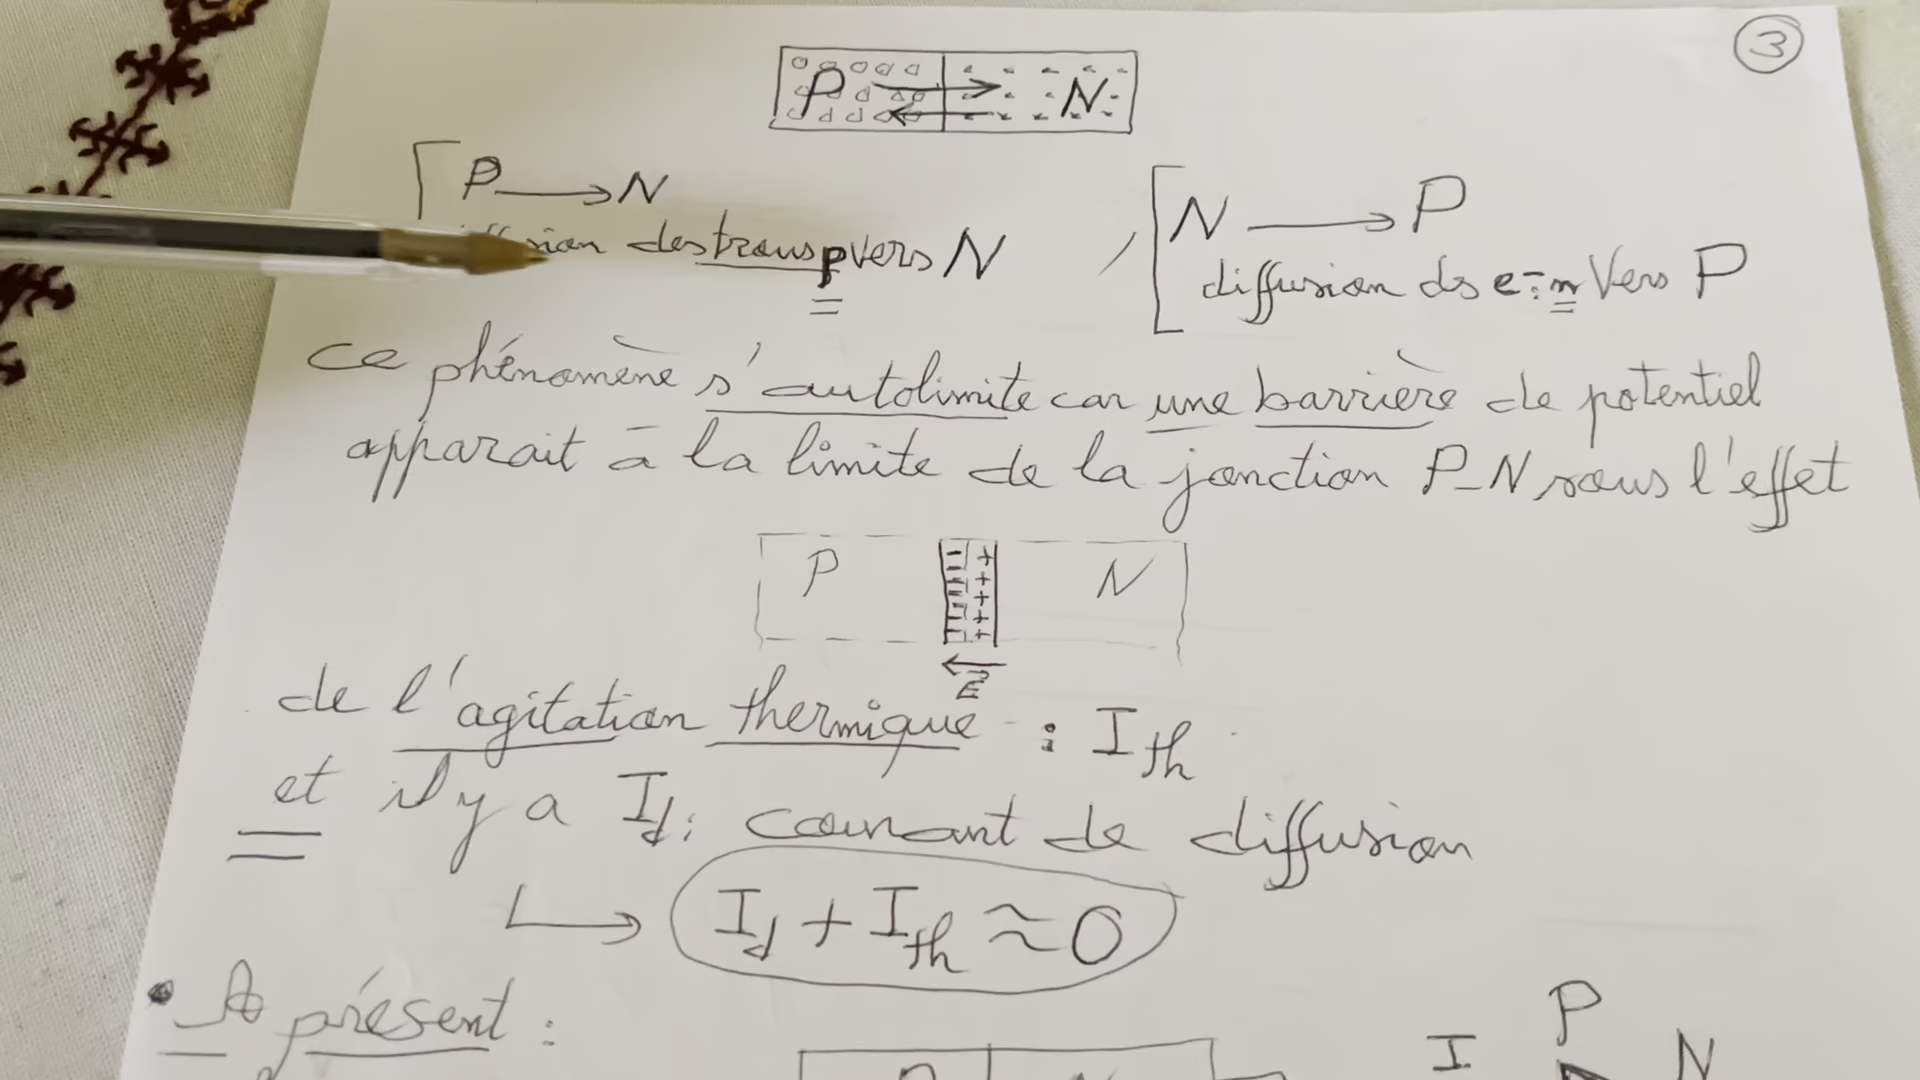 3
P N
P → N
diffusion des trous p vers N
N → P
diffusion ds e- : n vers P
ce phénomène s'autolimite car une barrière de potentiel
apparait à la limite de la jonction P-N sous l'effet
P - + N
E
de l'agitation thermique : Ith
et il y a Id : courant de diffusion
Id + Ith ≈ 0
• A présent :
P
I N